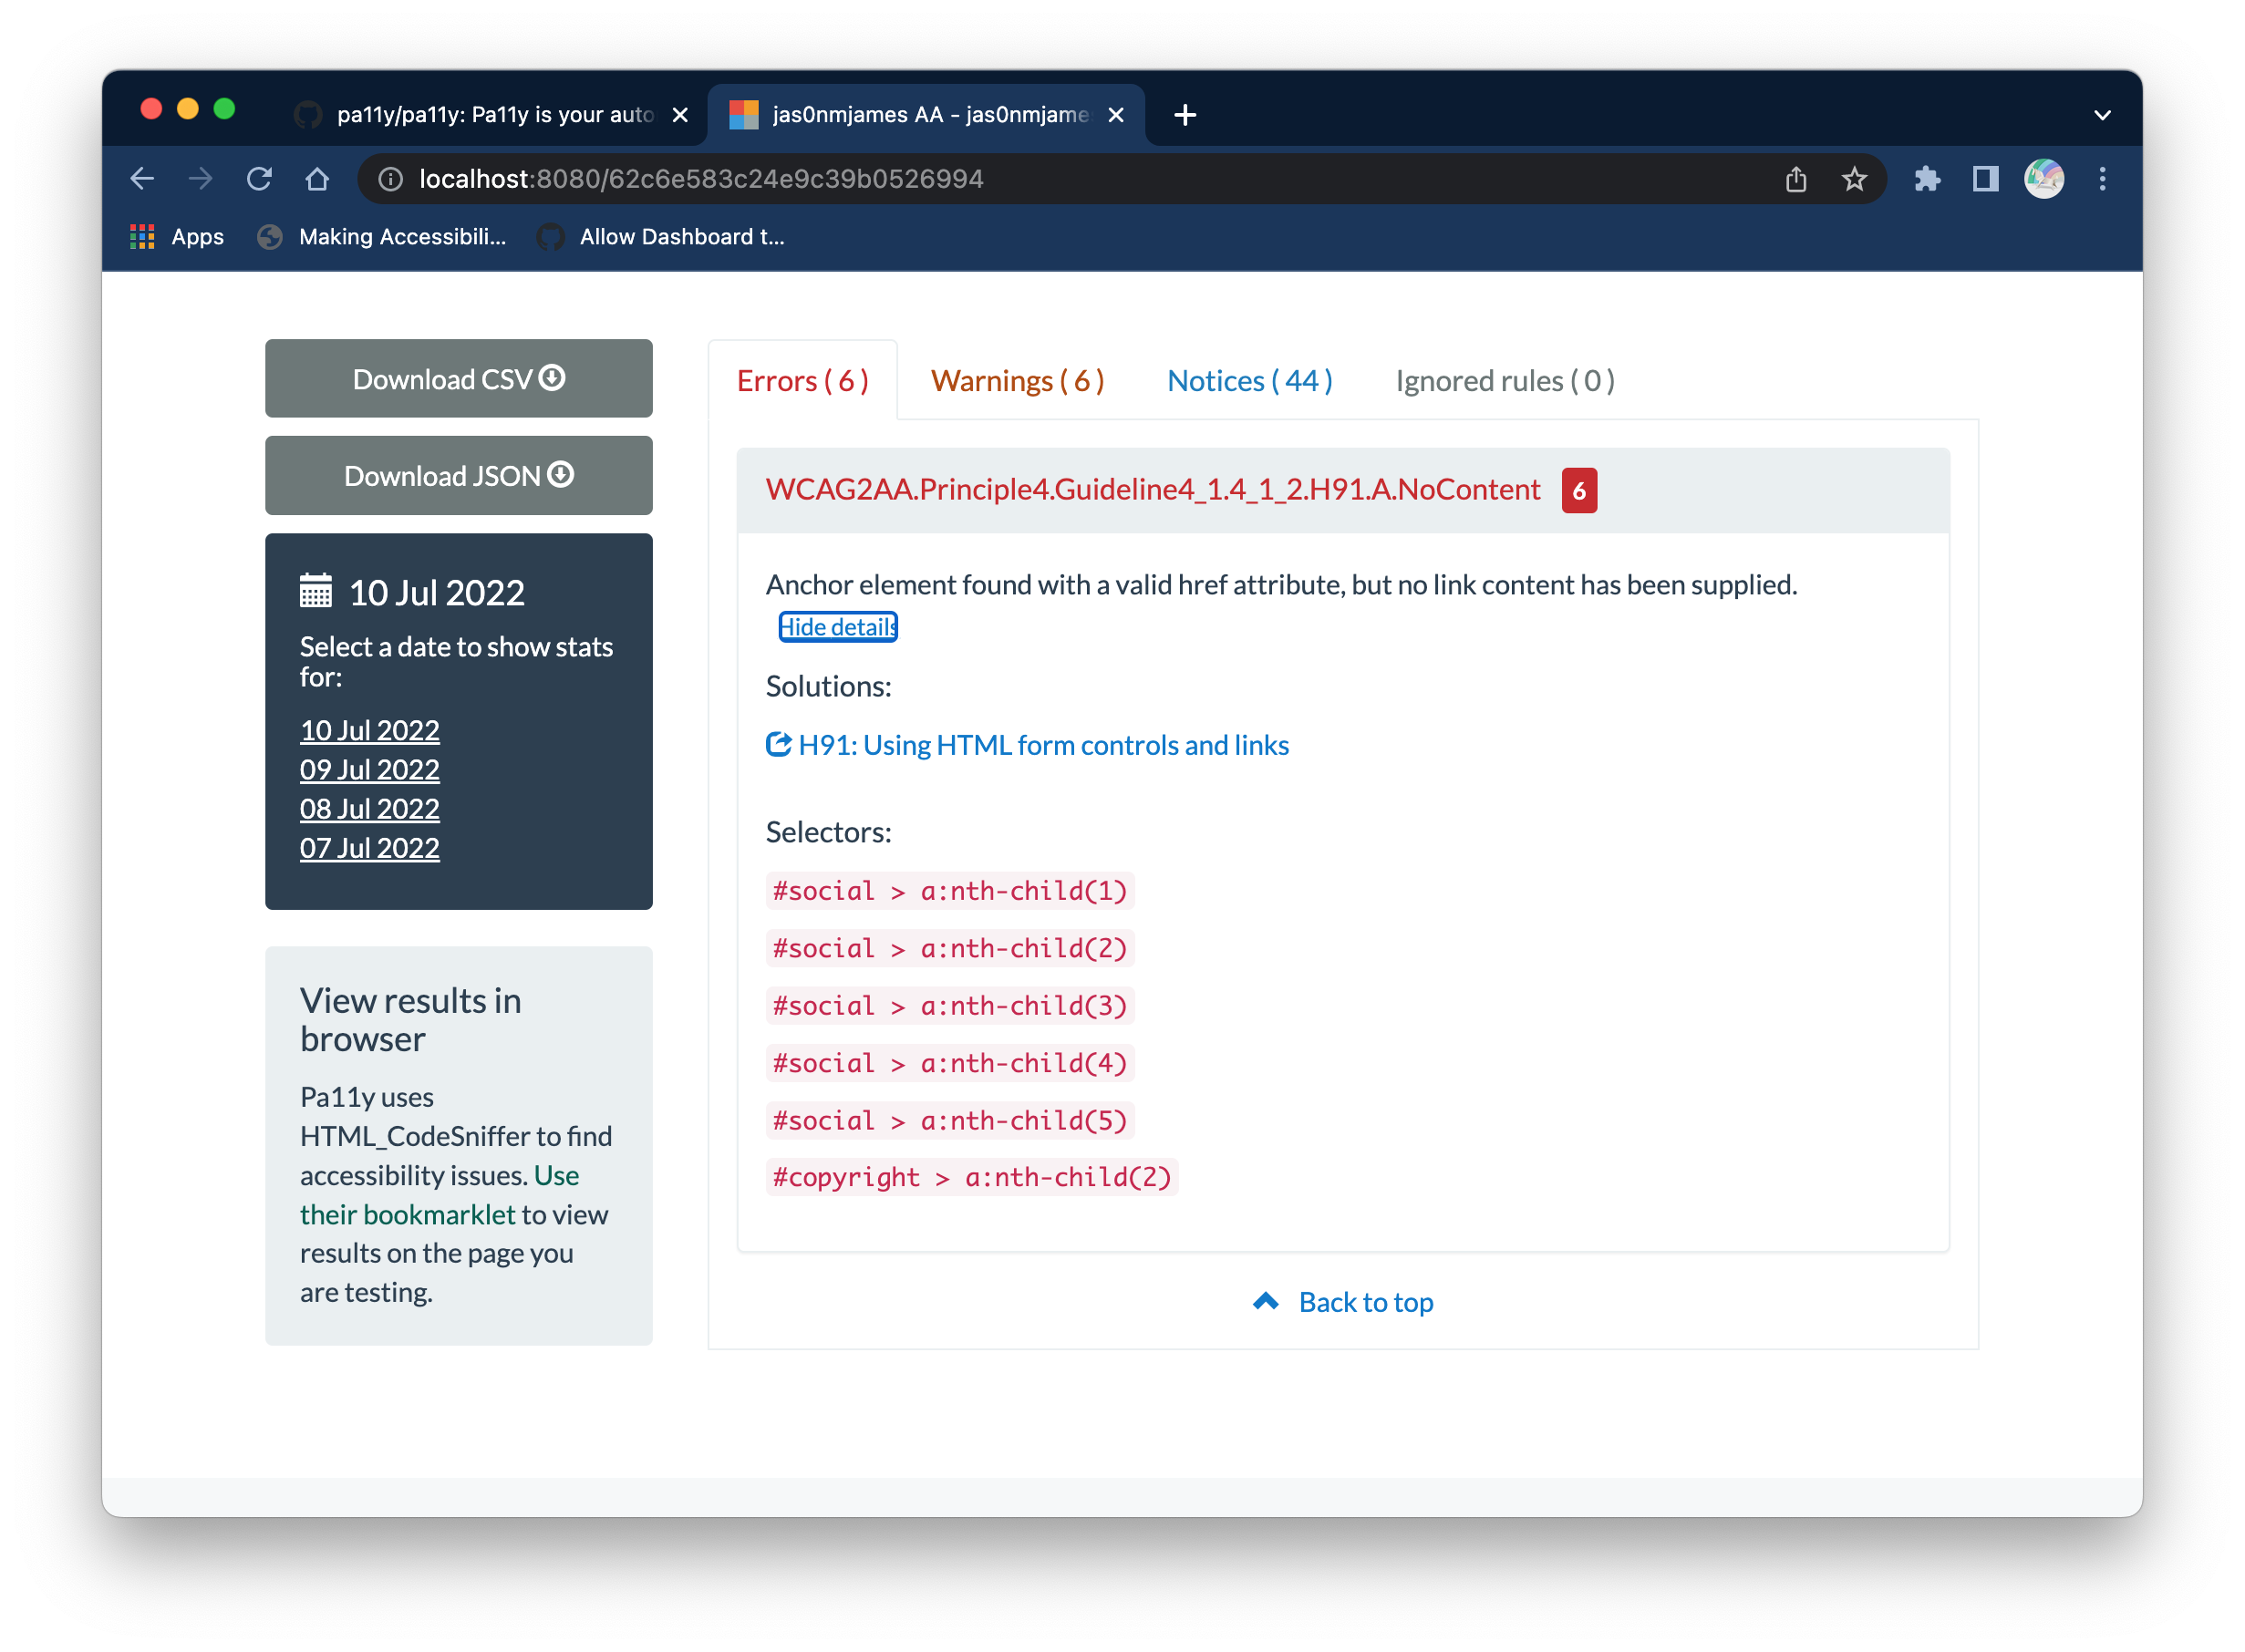 pa11y/pa11y: Pa11y is your auto
jas0nmjames AA - jas0nmjame
localhost:8080/62c6e583c24e9c39b0526994
Apps
Making Accessibili...
Allow Dashboard t...
Download CSV
Download JSON
10 Jul 2022
Select a date to show stats
for:
10 Jul 2022
09 Jul 2022
08 Jul 2022
07 Jul 2022
View results in
browser
Pa11y uses
HTML_CodeSniffer to find
accessibility issues. Use
their bookmarklet to view
results on the page you
are testing.
Errors ( 6 )
Warnings ( 6 )
Notices ( 44 )
Ignored rules ( 0 )
WCAG2AA.Principle4.Guideline4_1.4_1_2.H91.A.NoContent 6
Anchor element found with a valid href attribute, but no link content has been supplied.
Hide details
Solutions:
H91: Using HTML form controls and links
Selectors:
#social > a:nth-child(1)
#social > a:nth-child(2)
#social > a:nth-child(3)
#social > a:nth-child(4)
#social > a:nth-child(5)
#copyright > a:nth-child(2)
Back to top